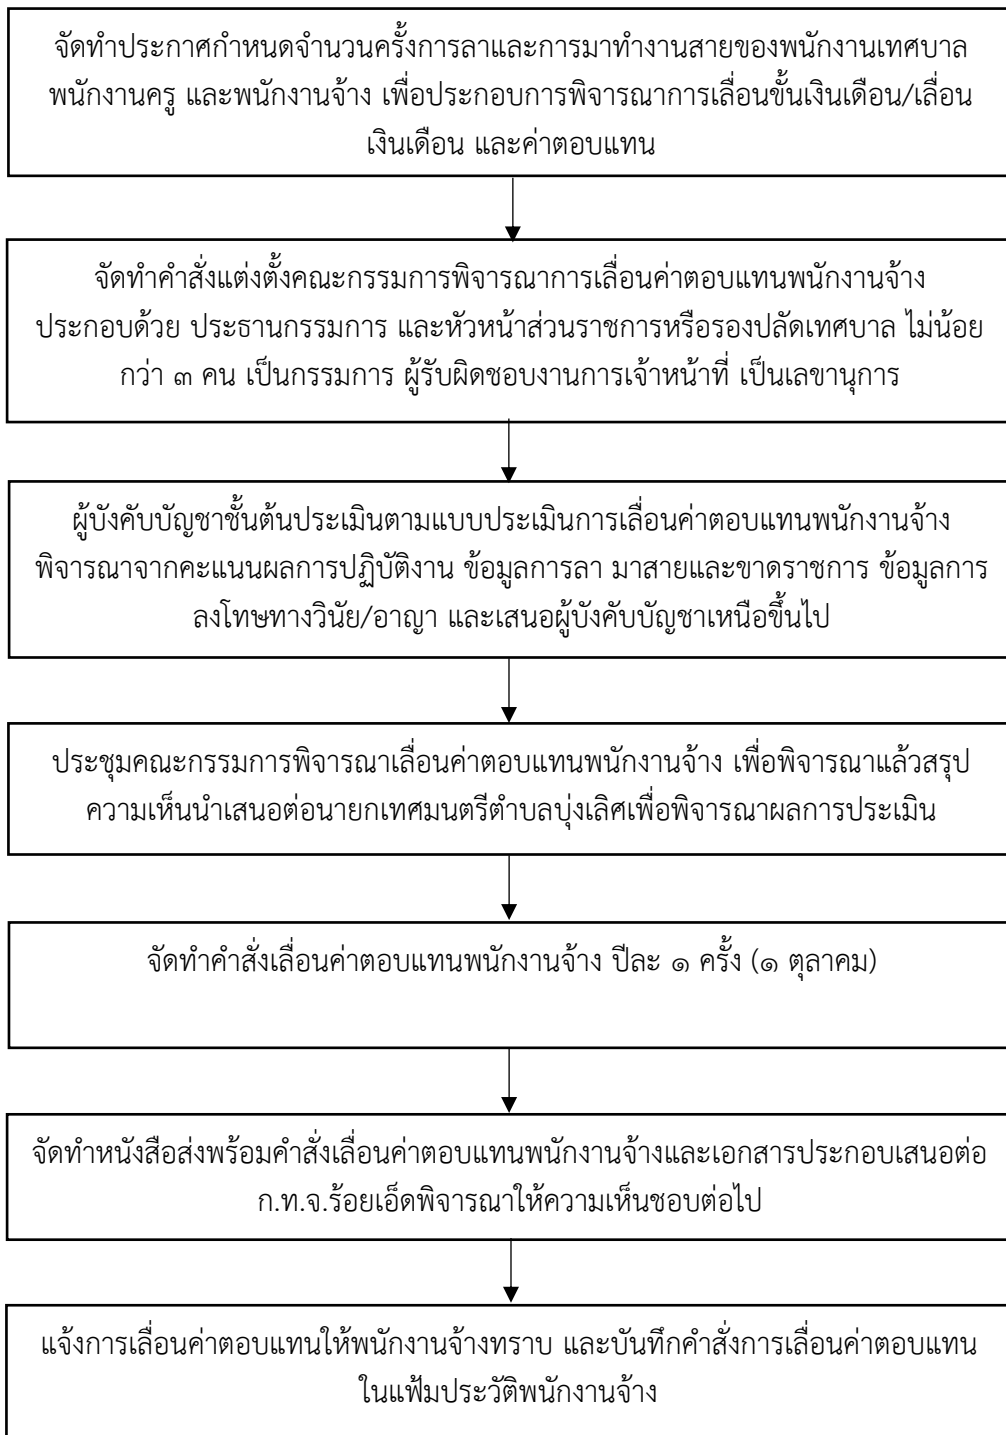 จัดทำประกาศกำหนดจำนวนครั้งการลาและการมาทำงานสายของพนักงานเทศบาล
พนักงานครู และพนักงานจ้าง เพื่อประกอบการพิจารณาการเลื่อนขั้นเงินเดือน/เลื่อน
เงินเดือน และค่าตอบแทน
จัดทำคำสั่งแต่งตั้งคณะกรรมการพิจารณาการเลื่อนค่าตอบแทนพนักงานจ้าง
ประกอบด้วย ประธานกรรมการ และหัวหน้าส่วนราชการหรือรองปลัดเทศบาล ไม่น้อย
กว่า ๓ คน เป็นกรรมการ ผู้รับผิดชอบงานการเจ้าหน้าที่ เป็นเลขานุการ
ผู้บังคับบัญชาชั้นต้นประเมินตามแบบประเมินการเลื่อนค่าตอบแทนพนักงานจ้าง
พิจารณาจากคะแนนผลการปฏิบัติงาน ข้อมูลการลา มาสายและขาดราชการ ข้อมูลการ
ลงโทษทางวินัย/อาญา และเสนอผู้บังคับบัญชาเหนือขึ้นไป
ประชุมคณะกรรมการพิจารณาเลื่อนค่าตอบแทนพนักงานจ้าง เพื่อพิจารณาแล้วสรุป
ความเห็นนำเสนอต่อนายกเทศมนตรีตำบลบุ่งเลิศเพื่อพิจารณาผลการประเมิน
จัดทำคำสั่งเลื่อนค่าตอบแทนพนักงานจ้าง ปีละ ๑ ครั้ง (๑ ตุลาคม)
จัดทำหนังสือส่งพร้อมคำสั่งเลื่อนค่าตอบแทนพนักงานจ้างและเอกสารประกอบเสนอต่อ
ก.ท.จ.ร้อยเอ็ดพิจารณาให้ความเห็นชอบต่อไป
แจ้งการเลื่อนค่าตอบแทนให้พนักงานจ้างทราบ และบันทึกคำสั่งการเลื่อนค่าตอบแทน
ในแฟ้มประวัติพนักงานจ้าง